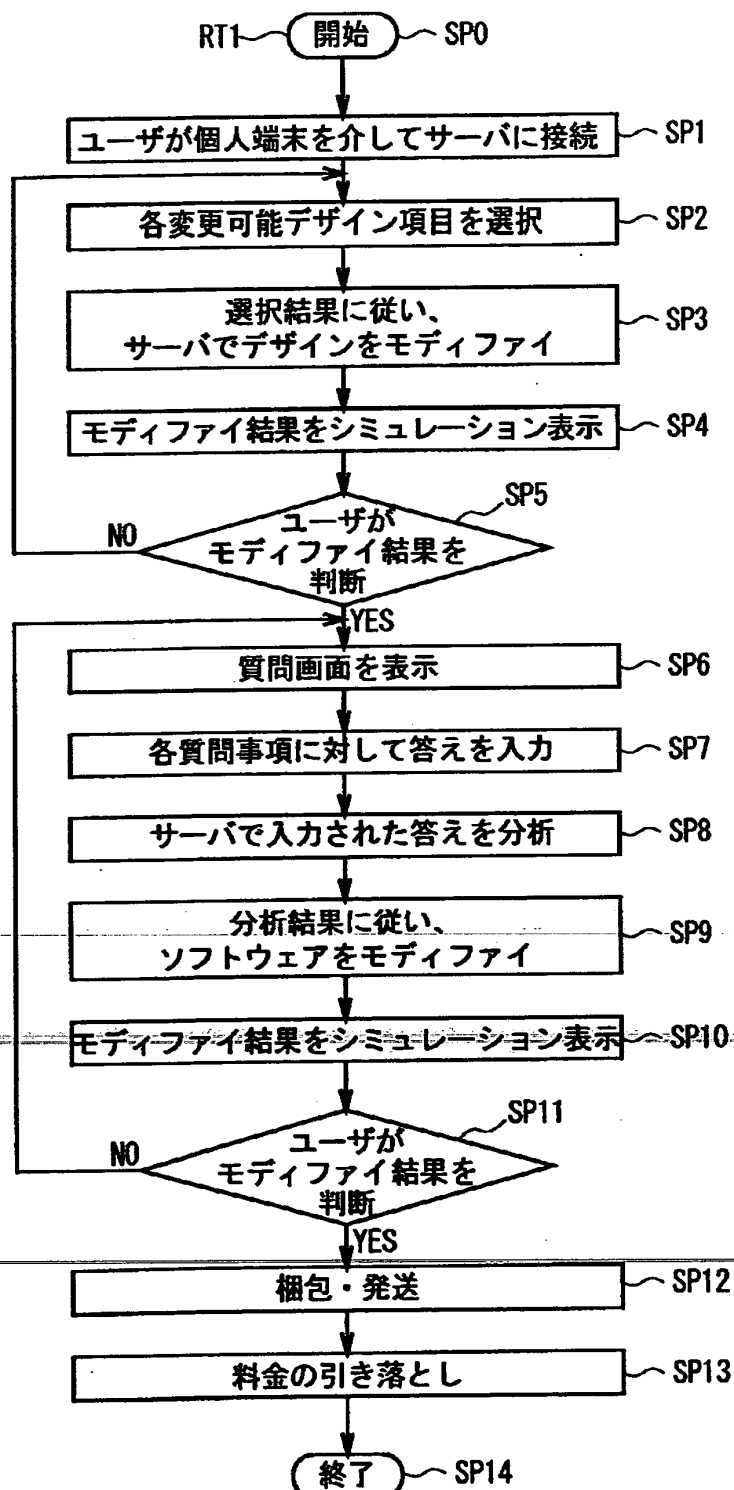 RT1 開始 SP0
ユーザが個人端末を介してサーバに接続 SP1
各変更可能デザイン項目を選択 SP2
選択結果に従い、
サーバでデザインをモディファイ SP3
モディファイ結果をシミュレーション表示 SP4
SP5
ユーザが
NO モディファイ結果を
判断
YES
質問画面を表示 SP6
各質問事項に対して答えを入力 SP7
サーバで入力された答えを分析 SP8
分析結果に従い、
ソフトウェアをモディファイ SP9
モディファイ結果をシミュレーション表示 SP10
SP11
ユーザが
NO モディファイ結果を
判断
YES
梱包・発送 SP12
料金の引き落とし SP13
終了 SP14